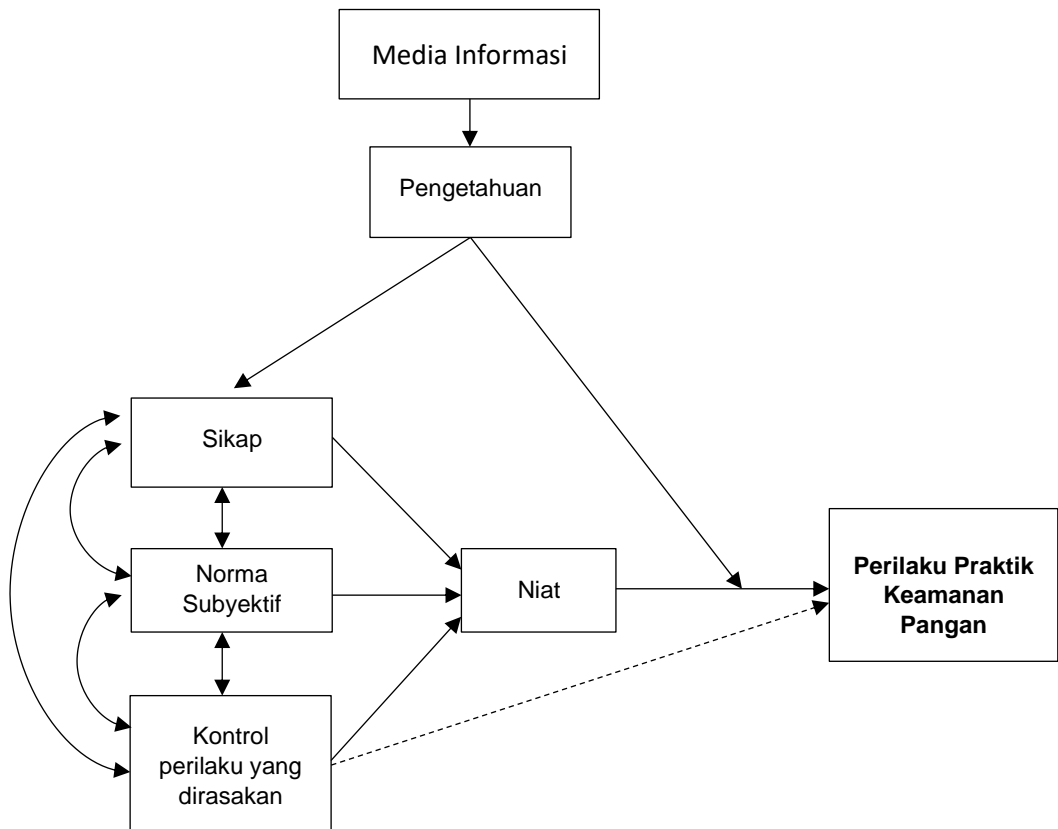 Media Informasi
Pengetahuan
Sikap
Norma
Subyektif
Niat
Perilaku Praktik
Keamanan
Pangan
Kontrol
perilaku yang
dirasakan